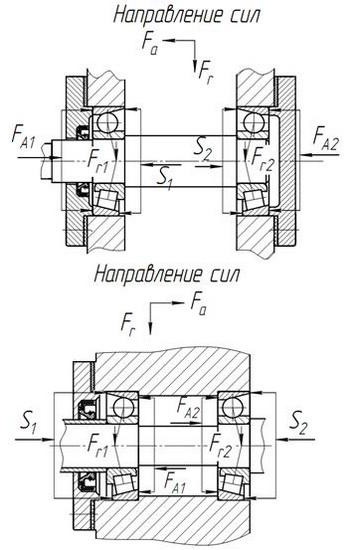 Направление сил
Fa
Fr
FA1
Fr1
S1
S2
Fr2
FA2
Направление сил
Fr
Fa
S1
Fr1
FA2
FA1
Fr2
S2